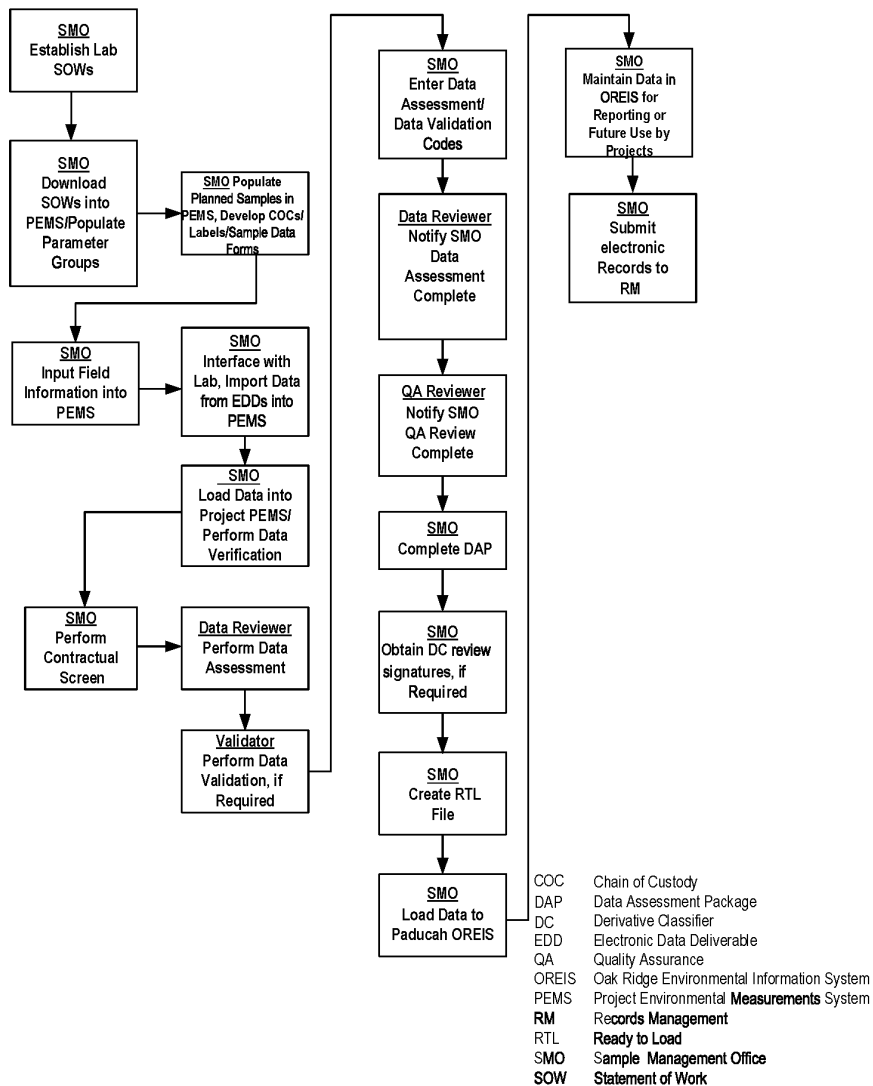 SMO
Establish Lab
SOWs
SMO
Download
SOWs into
PEMS/Populate
Parameter
Groups
SMO Populate
Planned Samples in
PEMS, Develop COCs/
Labels/Sample Data
Forms
SMO
Input Field
Information into
PEMS
SMO
Interface with
Lab, Import Data
from EDDs into
PEMS
SMO
Load Data into
Project PEMS/
Perform Data
Verification
SMO
Perform
Contractual
Screen
Data Reviewer
Perform Data
Assessment
Validator
Perform Data
Validation, if
Required
SMO
Enter Data
Assessment/
Data Validation
Codes
Data Reviewer
Notify SMO
Data
Assessment
Complete
QA Reviewer
Notify SMO
QA Review
Complete
SMO
Complete DAP
SMO
Obtain DC review
signatures, if
Required
SMO
Create RTL
File
SMO
Load Data to
Paducah OREIS
SMO
Maintain Data in
OREIS for
Reporting or
Future Use by
Projects
SMO
Submit
electronic
Records to
RM
COC Chain of Custody
DAP Data Assessment Package
DC Derivative Classifier
EDD Electronic Data Deliverable
QA Quality Assurance
OREIS Oak Ridge Environmental Information System
PEMS Project Environmental Measurements System
RM Records Management
RTL Ready to Load
SMO Sample Management Office
SOW Statement of Work